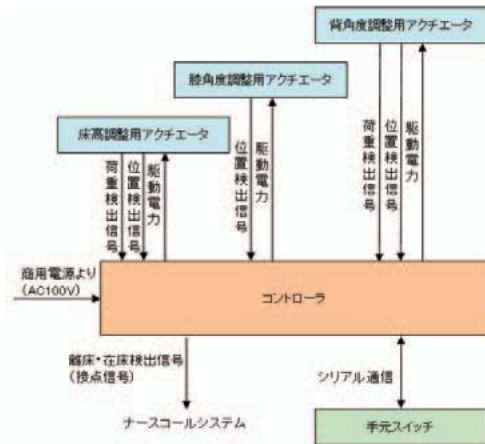 背角度調整用アクチエータ
膝角度調整用アクチエータ
床高調整用アクチエータ
荷重検出信号
位置検出信号
駆動電力
位置検出信号
駆動電力
荷重検出信号
位置検出信号
駆動電力
商用電源より
(AC100V)
コントローラ
離床・在床検出信号
(接点信号)
シリアル通信
ナースコールシステム
手元スイッチ